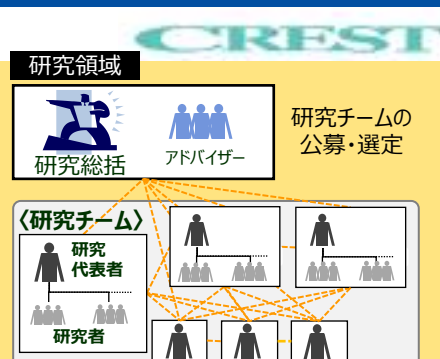 CREST
研究領域
研究総括
アドバイザー
研究チームの
公募・選定
〈研究チーム〉
研究
代表者
研究者